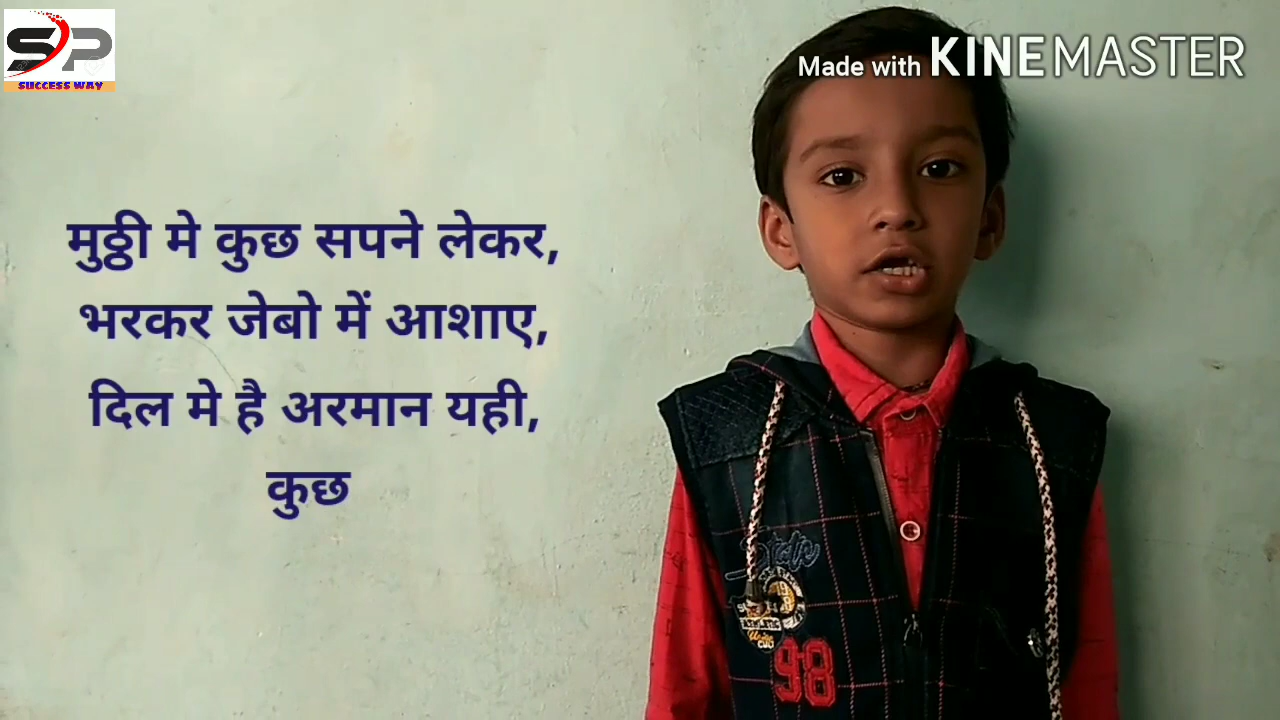 SP
SUCCESS WAY
Made with KINEMASTER
मुठ्ठी मे कुछ सपने लेकर,
भरकर जेबो में आशाए,
दिल मे है अरमान यही,
कुछ
98